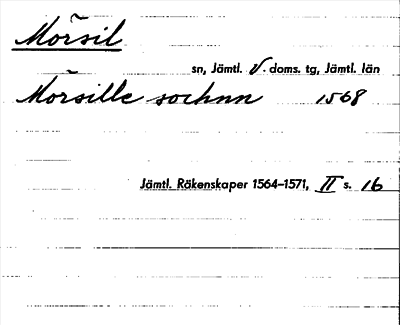 Mörsil
sn, Jämtl. V. doms. tg, Jämtl. län
Mörsille sochnn 1568
Jämtl. Räkenskaper 1564–1571, II s. 16